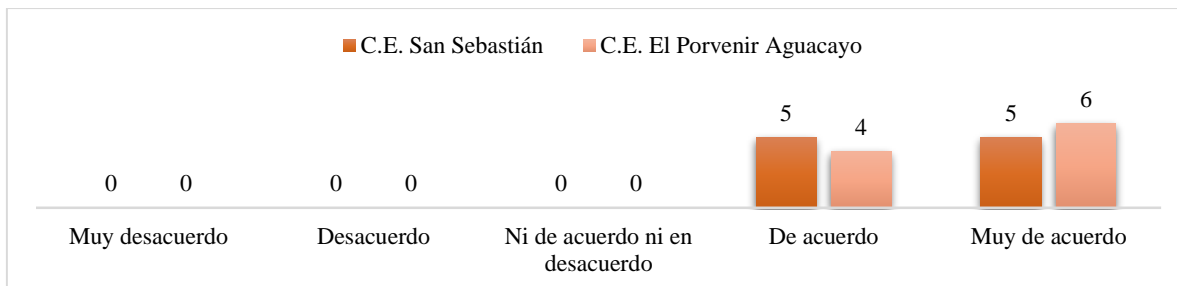 C.E. San Sebastián C.E. El Porvenir Aguacayo
5 4 5 6
0 0 0 0 0 0
Muy desacuerdo Desacuerdo Ni de acuerdo ni en De acuerdo Muy de acuerdo
desacuerdo